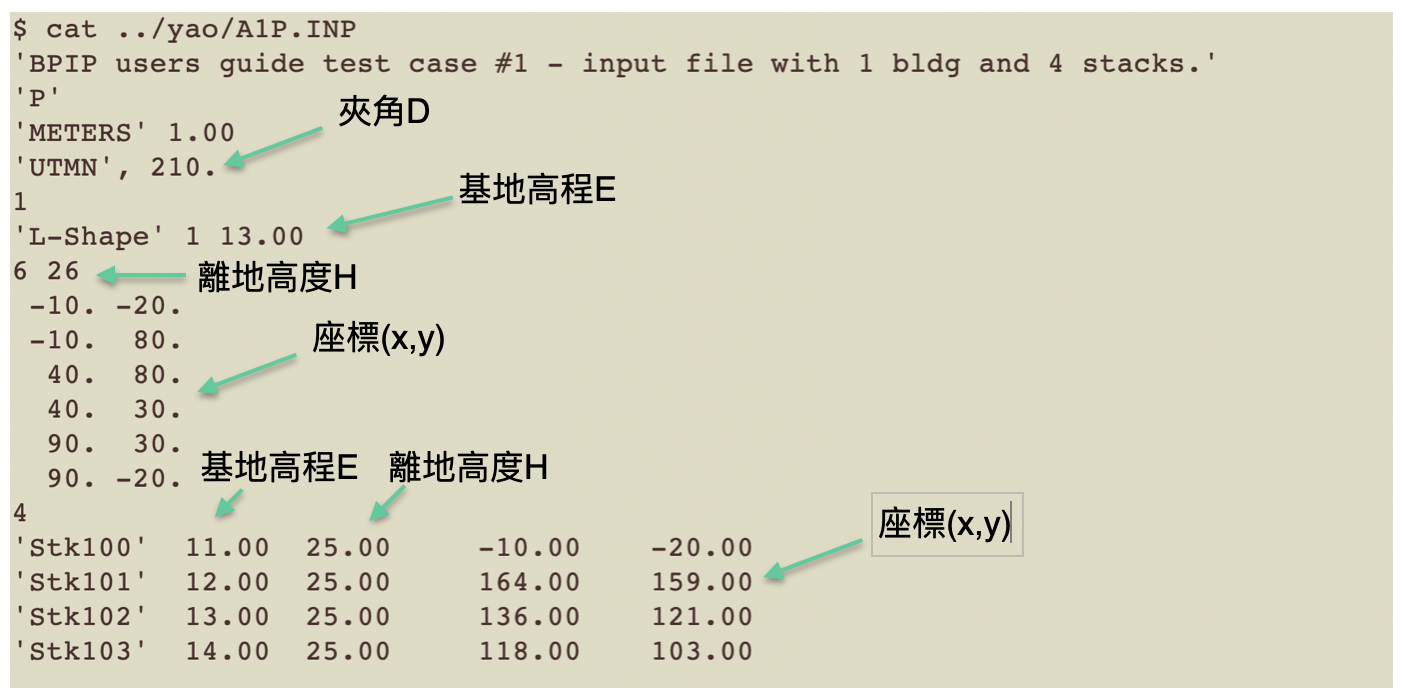 $ cat ../yao/A1P.INP
'BPIP users guide test case #1 - input file with 1 bldg and 4 stacks.'
'P'
夾角D
'METERS' 1.00
'UTMN', 210.
基地高程E
1
'L-Shape' 1 13.00
6 26
離地高度H
-10. -20.
-10. 80.
座標(x,y)
40. 80.
40. 30.
90. 30.
90. -20.
基地高程E 離地高度H
4
座標(x,y)
'Stk100' 11.00 25.00 -10.00 -20.00
'Stk101' 12.00 25.00 164.00 159.00
'Stk102' 13.00 25.00 136.00 121.00
'Stk103' 14.00 25.00 118.00 103.00